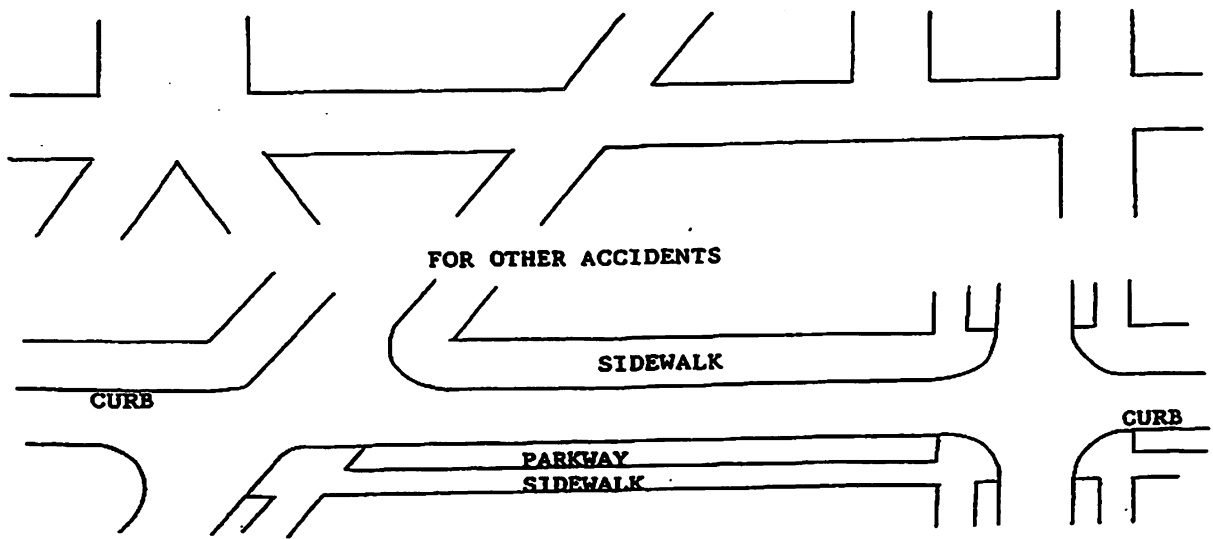 FOR OTHER ACCIDENTS
SIDEWALK
CURB
CURB
PARKWAY
SIDEWALK